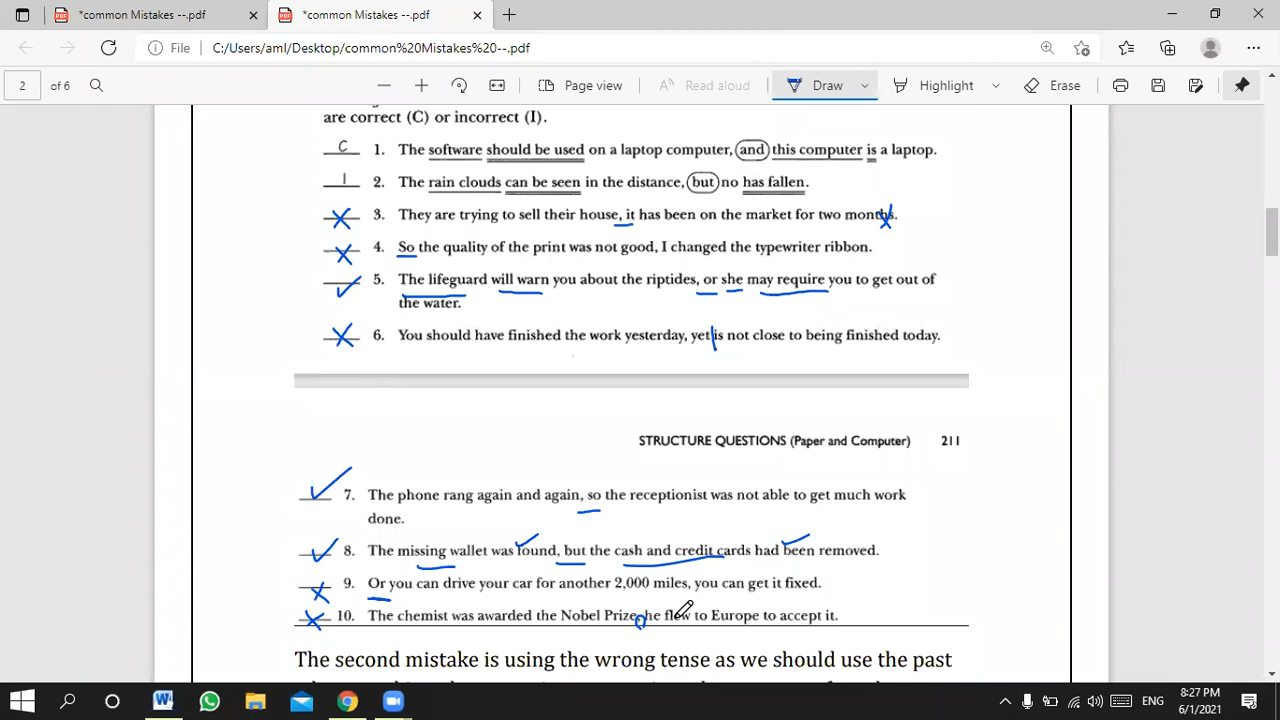 *common Mistakes --.pdf
*common Mistakes --.pdf
File
C:/Users/aml/Desktop/common%20Mistakes%20--.pdf
2 of 6
Page view
Read aloud
Draw
Highlight
Erase
are correct (C) or incorrect (I).
C 1. The software should be used on a laptop computer, and this computer is a laptop.
I 2. The rain clouds can be seen in the distance, but no has fallen.
3. They are trying to sell their house, it has been on the market for two months.
4. So the quality of the print was not good, I changed the typewriter ribbon.
5. The lifeguard will warn you about the riptides, or she may require you to get out of
the water.
6. You should have finished the work yesterday, yet is not close to being finished today.
STRUCTURE QUESTIONS (Paper and Computer) 211
7. The phone rang again and again, so the receptionist was not able to get much work
done.
8. The missing wallet was found, but the cash and credit cards had been removed.
9. Or you can drive your car for another 2,000 miles, you can get it fixed.
10. The chemist was awarded the Nobel Prize, he flew to Europe to accept it.
The second mistake is using the wrong tense as we should use the past
ENG
8:27 PM
6/1/2021